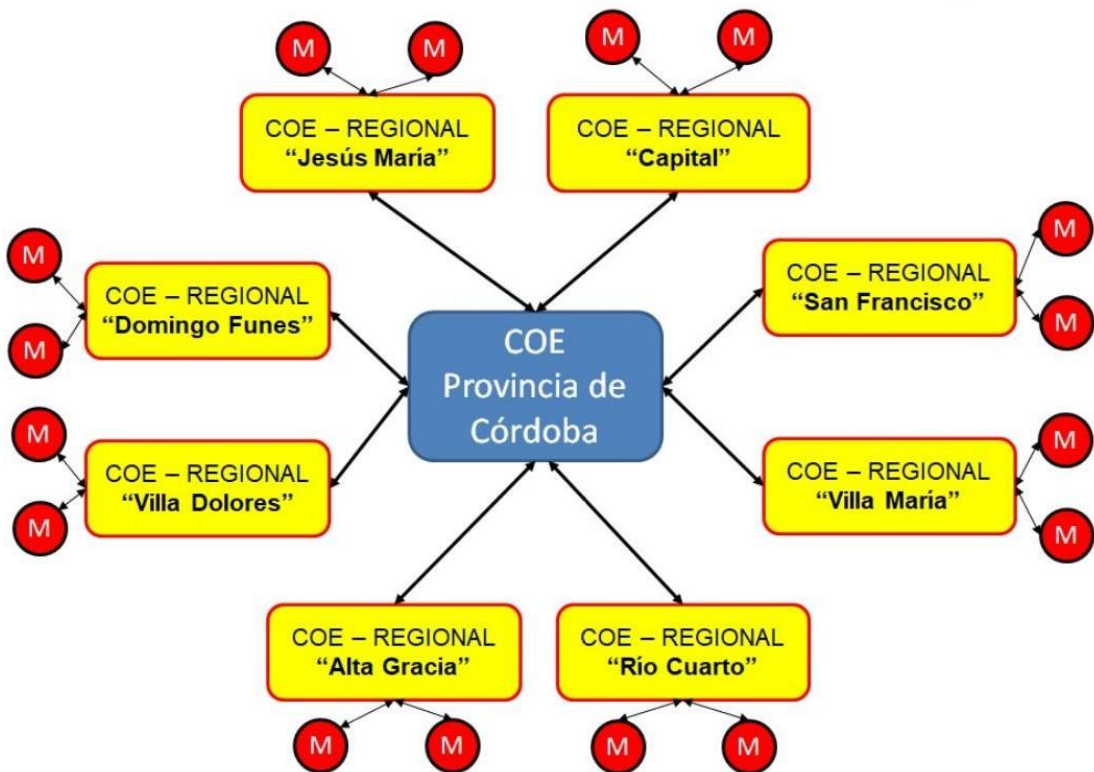 M
M
M
M
COE – REGIONAL
“Jesús María”
COE – REGIONAL
“Capital”
M
M
COE – REGIONAL
“Domingo Funes”
M
COE – REGIONAL
“San Francisco”
M
COE
Provincia de
Córdoba
M
COE – REGIONAL
“Villa Dolores”
M
COE – REGIONAL
“Villa María”
M
M
COE – REGIONAL
“Alta Gracia”
COE – REGIONAL
“Río Cuarto”
M
M
M
M